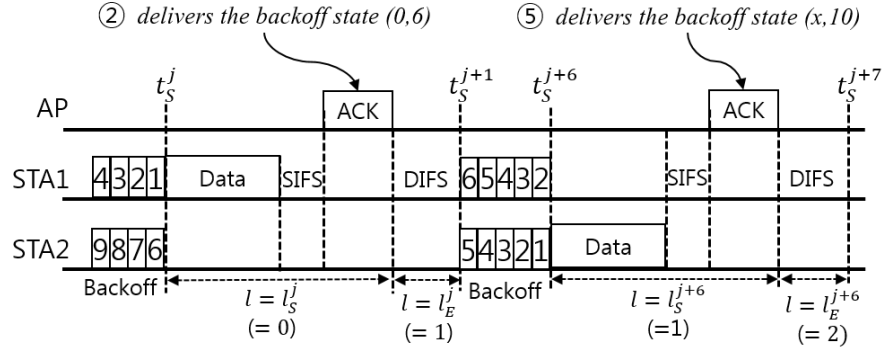 ② delivers the backoff state (0,6)
⑤ delivers the backoff state (x,10)
t_S^j
t_S^{j+1}
t_S^{j+6}
t_S^{j+7}
AP
ACK
ACK
STA1
4 3 2 1
Data
SIFS
DIFS
6 5 4 3 2
SIFS
DIFS
STA2
9 8 7 6
5 4 3 2 1
Data
Backoff
l = l_S^j
(= 0)
l = l_E^j
(= 1)
Backoff
l = l_S^{j+6}
(=1)
l = l_E^{j+6}
(= 2)